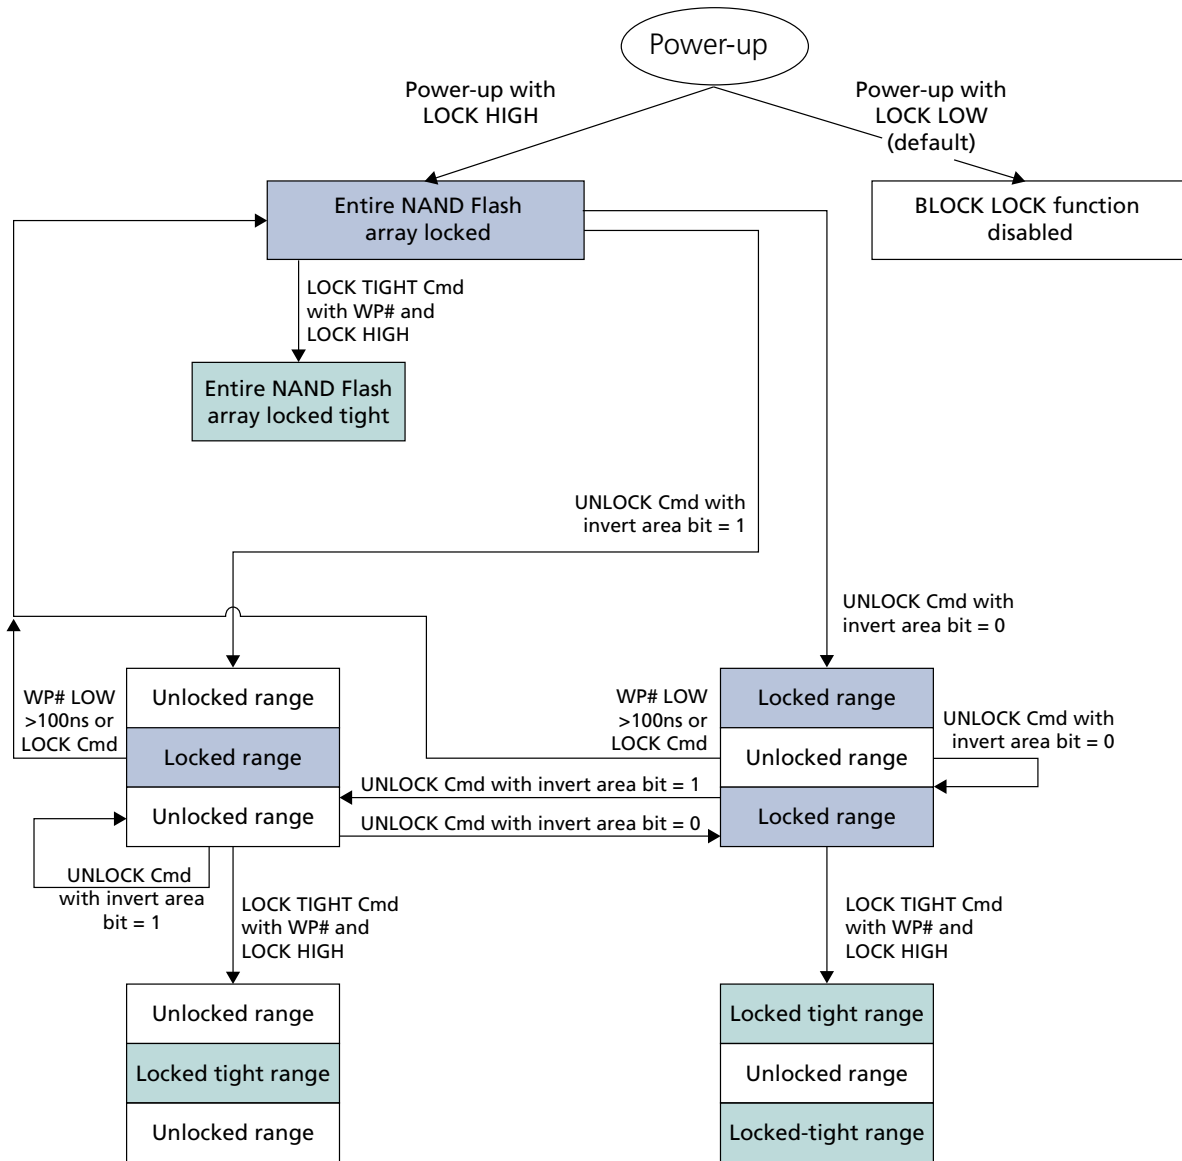 Power-up
Power-up with
LOCK HIGH
Power-up with
LOCK LOW
(default)
Entire NAND Flash
array locked
BLOCK LOCK function
disabled
LOCK TIGHT Cmd
with WP# and
LOCK HIGH
Entire NAND Flash
array locked tight
UNLOCK Cmd with
invert area bit = 1
UNLOCK Cmd with
invert area bit = 0
WP# LOW
>100ns or
LOCK Cmd
Unlocked range
Locked range
Unlocked range
WP# LOW
>100ns or
LOCK Cmd
Locked range
Unlocked range
Locked range
UNLOCK Cmd with
invert area bit = 0
UNLOCK Cmd with invert area bit = 1
UNLOCK Cmd with invert area bit = 0
UNLOCK Cmd
with invert area
bit = 1
LOCK TIGHT Cmd
with WP# and
LOCK HIGH
LOCK TIGHT Cmd
with WP# and
LOCK HIGH
Unlocked range
Locked tight range
Unlocked range
Locked tight range
Unlocked range
Locked-tight range